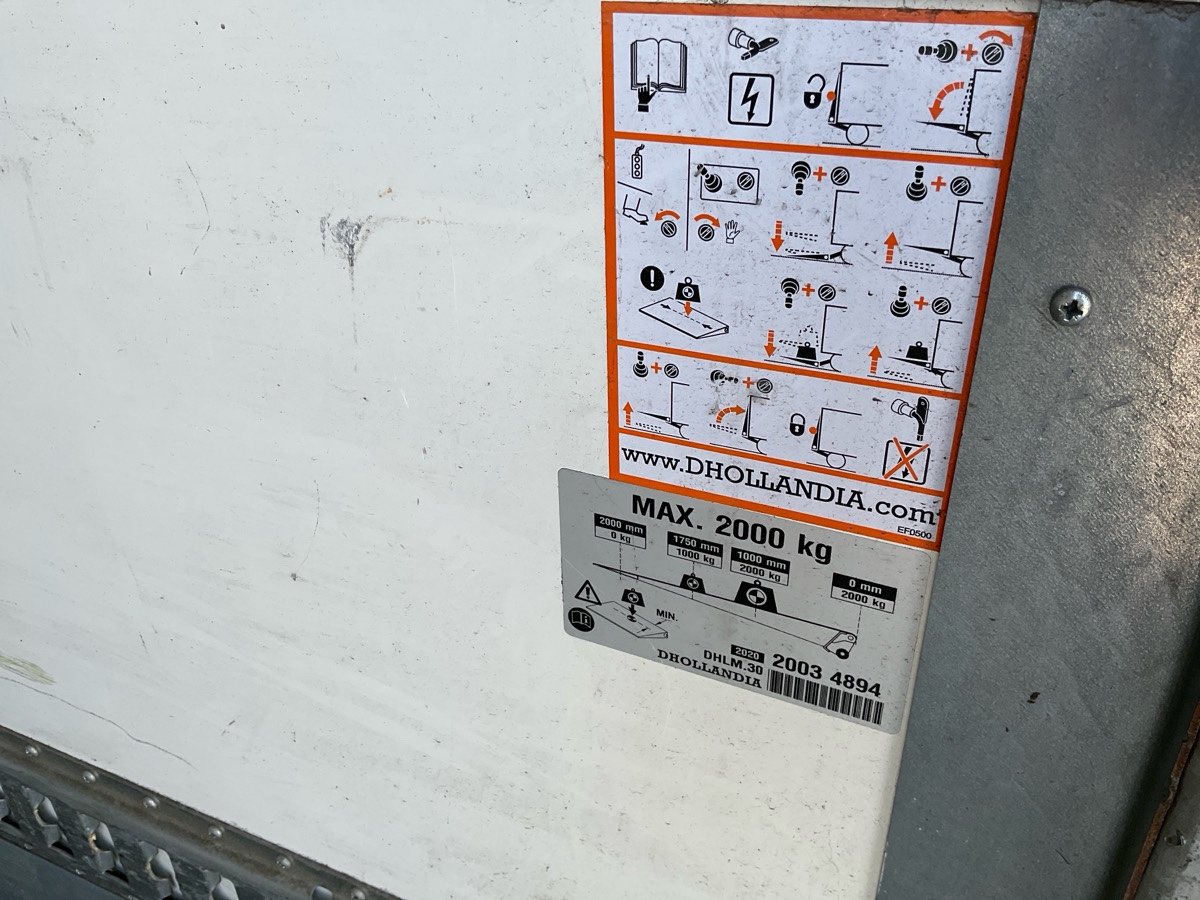 www.DHOLLANDIA.com
EF0500
MAX. 2000 kg
2000 mm
0 kg
1750 mm
1000 kg
1000 mm
2000 kg
0 mm
2000 kg
MIN.
2020
DHLM.30
2003 4894
DHOLLANDIA